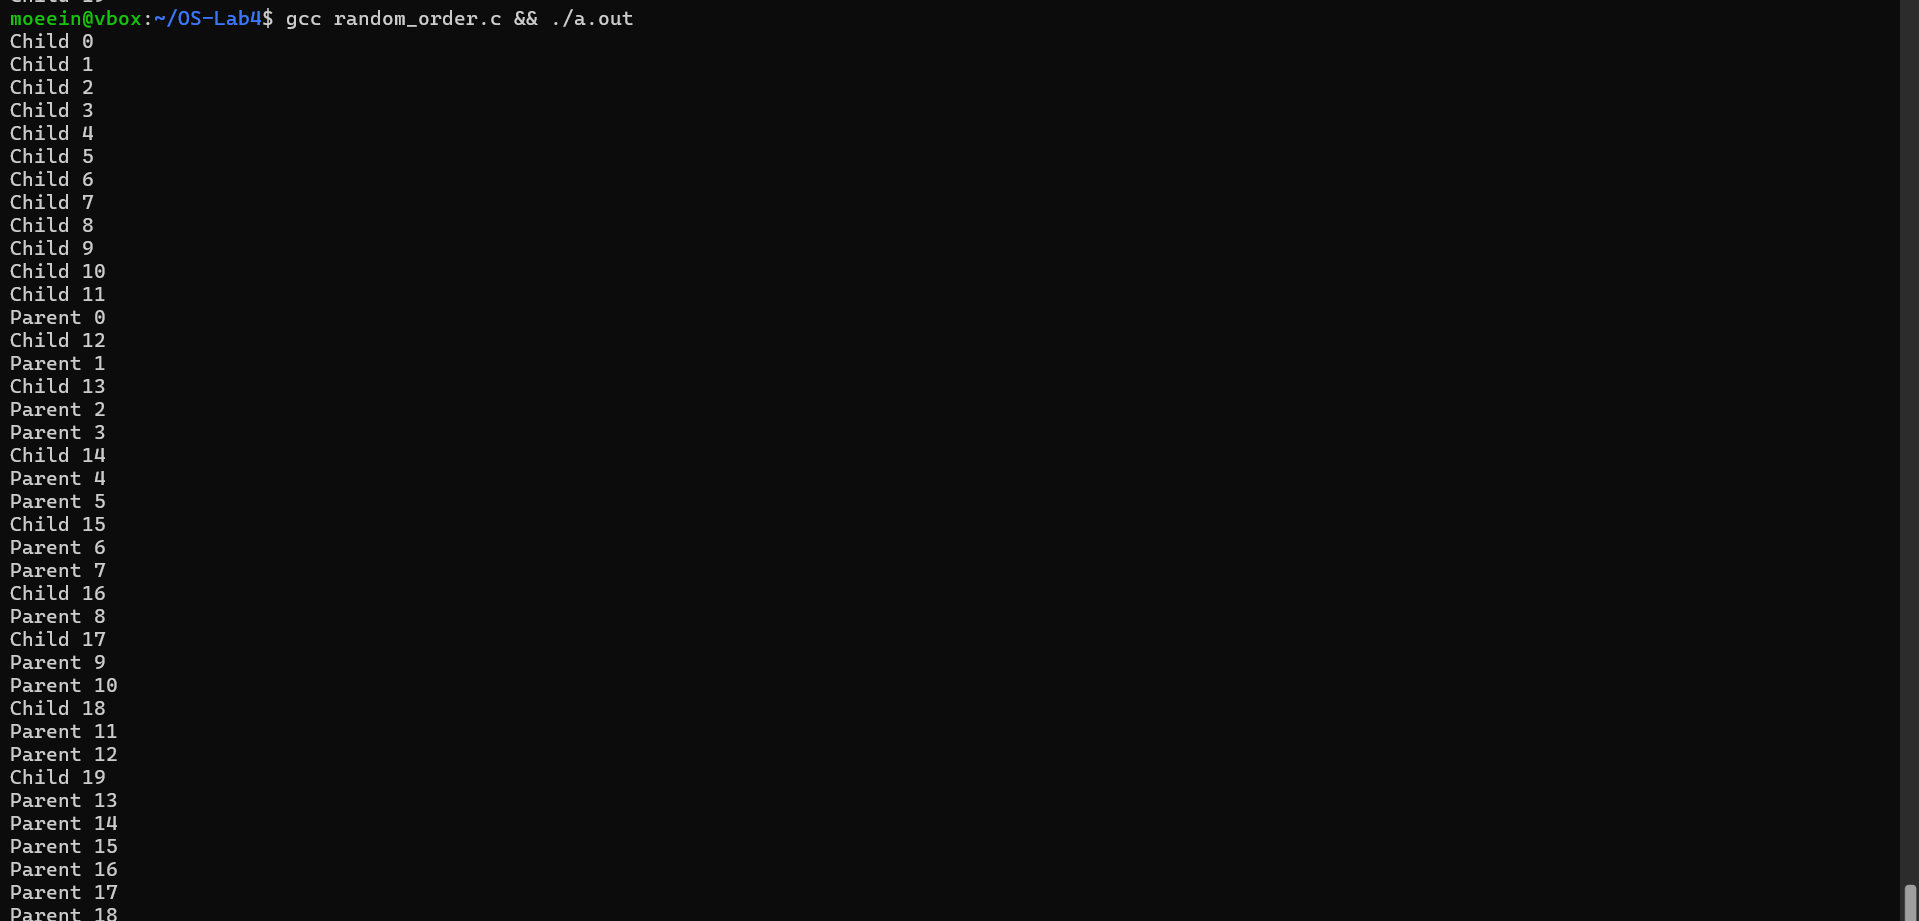 moeein@vbox:~/OS-Lab4$ gcc random_order.c && ./a.out
Child 0
Child 1
Child 2
Child 3
Child 4
Child 5
Child 6
Child 7
Child 8
Child 9
Child 10
Child 11
Parent 0
Child 12
Parent 1
Child 13
Parent 2
Parent 3
Child 14
Parent 4
Parent 5
Child 15
Parent 6
Parent 7
Child 16
Parent 8
Child 17
Parent 9
Parent 10
Child 18
Parent 11
Parent 12
Child 19
Parent 13
Parent 14
Parent 15
Parent 16
Parent 17
Parent 18